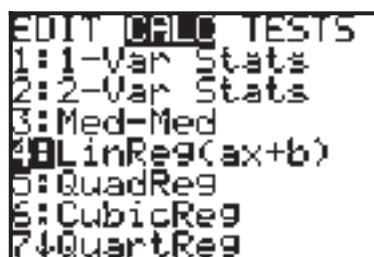 EDIT CALC TESTS
1:1-Var Stats
2:2-Var Stats
3:Med-Med
4:LinReg(ax+b)
5:QuadReg
6:CubicReg
7↓QuartReg